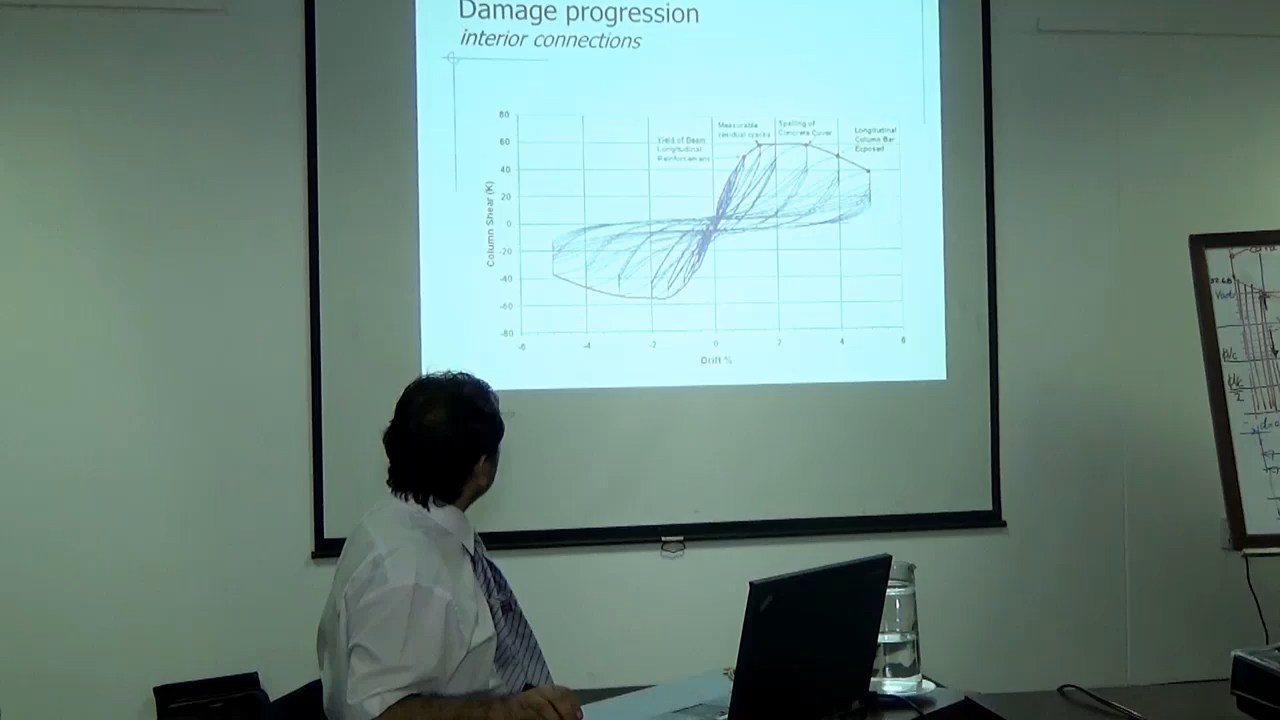 Damage progression
interior connections
Yield of Beam
Longitudinal
Reinforcement
Measurable
residual cracks
Spalling of
Concrete Cover
Longitudinal
Column Bar
Exposed
80
60
40
20
0
-20
-40
-60
-80
Column Shear (K)
-6 -4 -2 0 2 4 6
Drift %